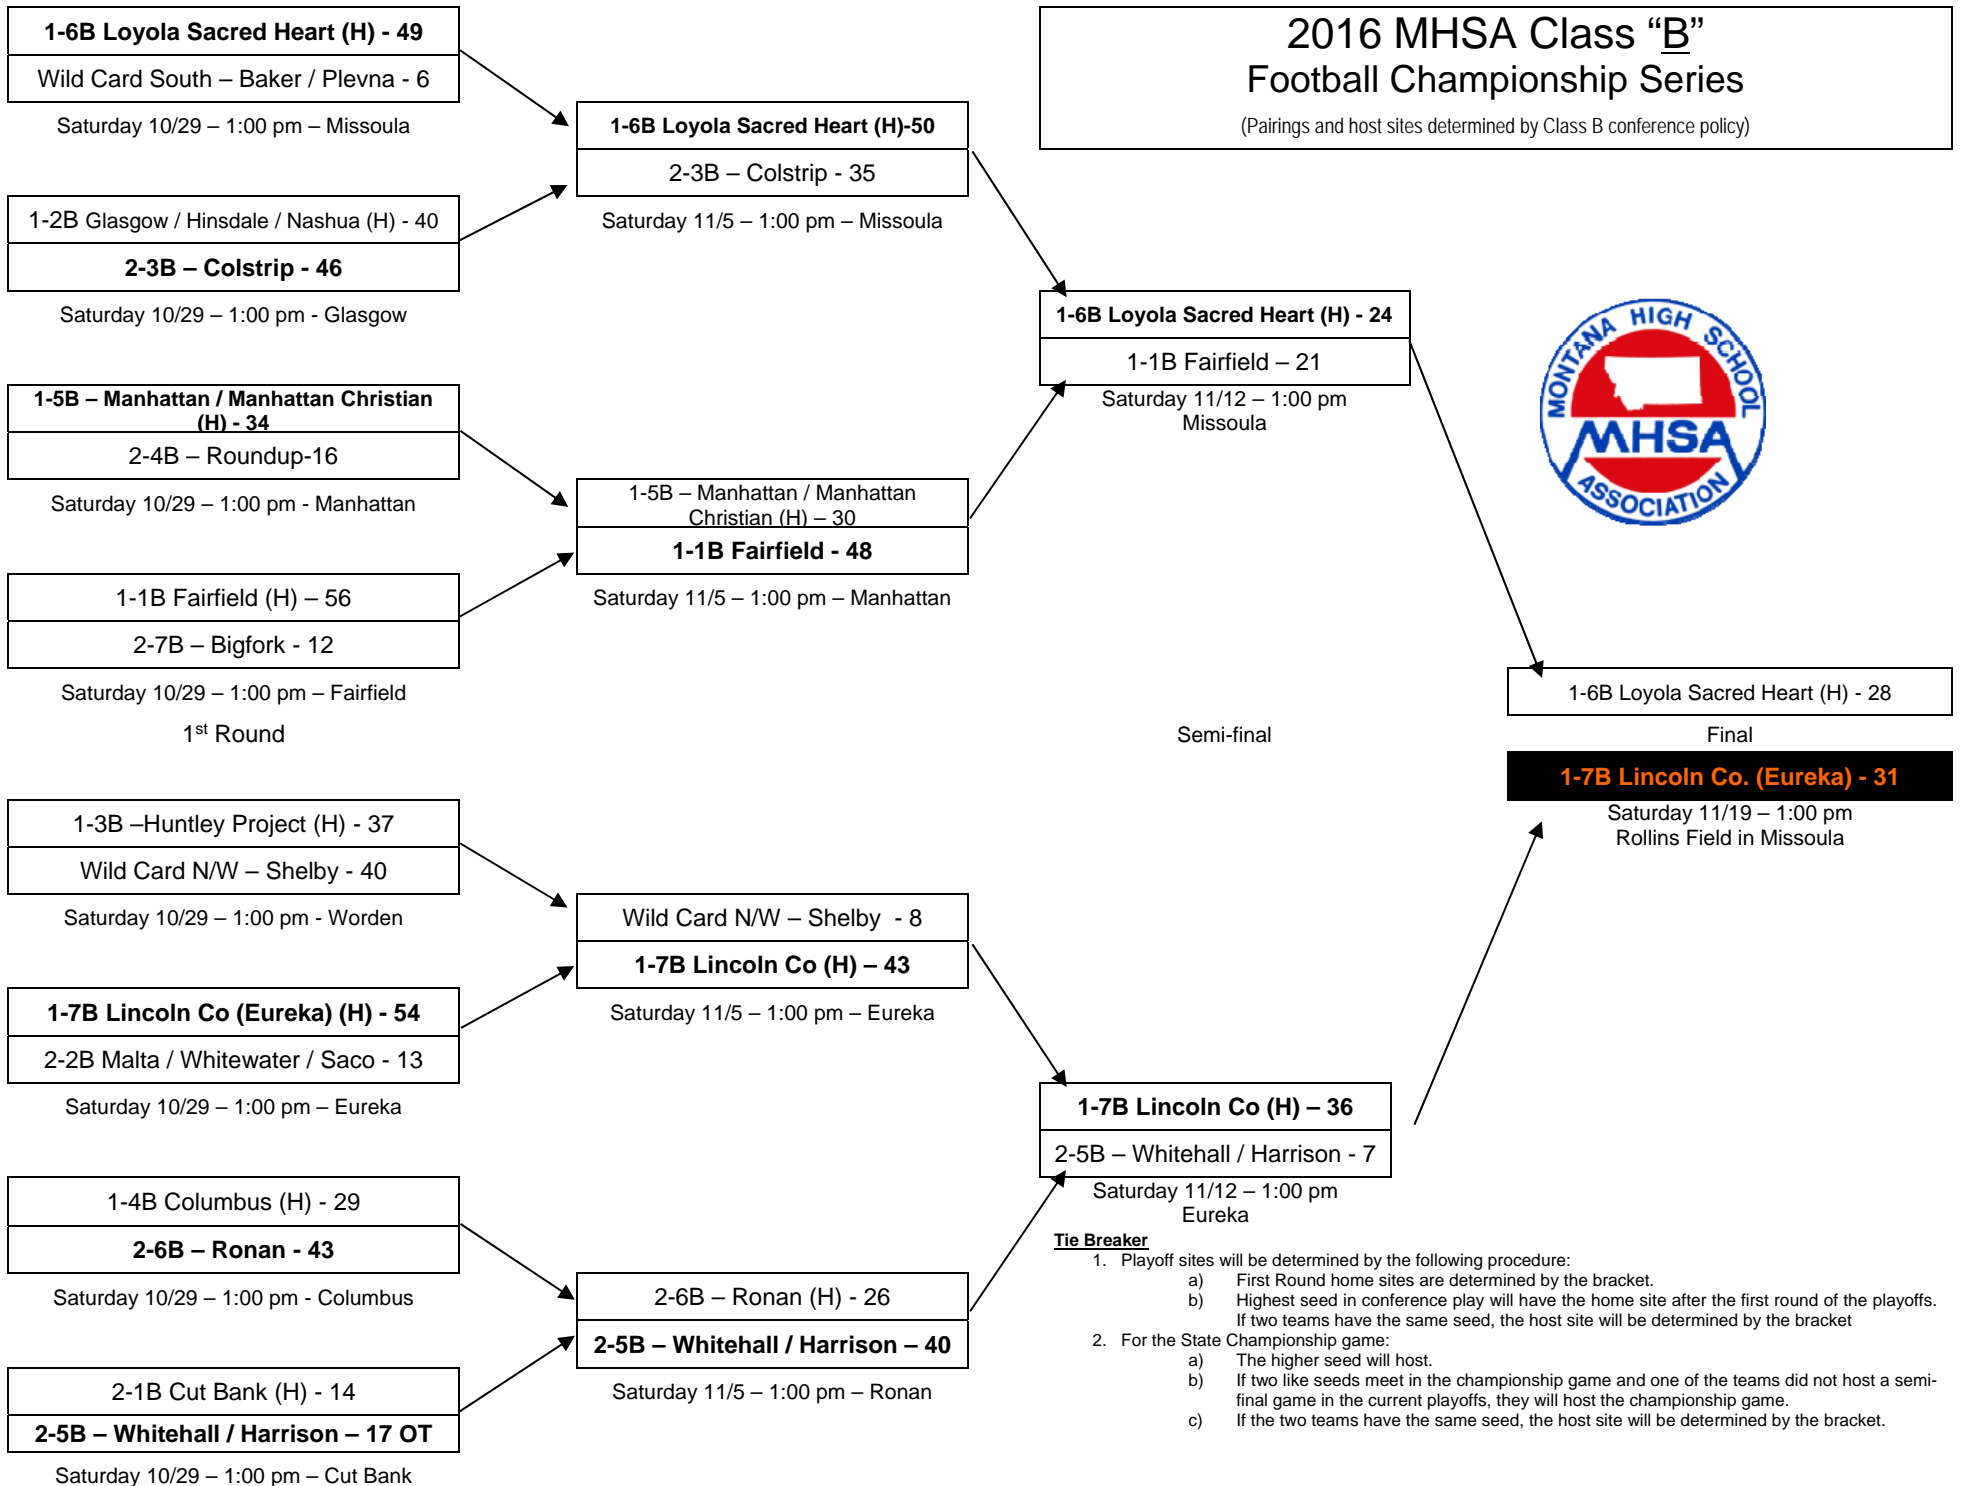 1-6B Loyola Sacred Heart (H) - 49
Wild Card South – Baker / Plevna - 6
Saturday 10/29 – 1:00 pm – Missoula
1-2B Glasgow / Hinsdale / Nashua (H) - 40
2-3B – Colstrip - 46
Saturday 10/29 – 1:00 pm - Glasgow
1-5B – Manhattan / Manhattan Christian
(H) - 34
2-4B – Roundup-16
Saturday 10/29 – 1:00 pm - Manhattan
1-1B Fairfield (H) – 56
2-7B – Bigfork - 12
Saturday 10/29 – 1:00 pm – Fairfield
1st Round
1-3B –Huntley Project (H) - 37
Wild Card N/W – Shelby - 40
Saturday 10/29 – 1:00 pm - Worden
1-7B Lincoln Co (Eureka) (H) - 54
2-2B Malta / Whitewater / Saco - 13
Saturday 10/29 – 1:00 pm – Eureka
1-4B Columbus (H) - 29
2-6B – Ronan - 43
Saturday 10/29 – 1:00 pm - Columbus
2-1B Cut Bank (H) - 14
2-5B – Whitehall / Harrison – 17 OT
Saturday 10/29 – 1:00 pm – Cut Bank
1-6B Loyola Sacred Heart (H)-50
2-3B – Colstrip - 35
Saturday 11/5 – 1:00 pm – Missoula
1-5B – Manhattan / Manhattan
Christian (H) – 30
1-1B Fairfield - 48
Saturday 11/5 – 1:00 pm – Manhattan
Wild Card N/W – Shelby - 8
1-7B Lincoln Co (H) – 43
Saturday 11/5 – 1:00 pm – Eureka
2-6B – Ronan (H) - 26
2-5B – Whitehall / Harrison – 40
Saturday 11/5 – 1:00 pm – Ronan
2016 MHSA Class “B”
Football Championship Series
(Pairings and host sites determined by Class B conference policy)
1-6B Loyola Sacred Heart (H) - 24
1-1B Fairfield – 21
Saturday 11/12 – 1:00 pm
Missoula
Semi-final
1-7B Lincoln Co (H) – 36
2-5B – Whitehall / Harrison - 7
Saturday 11/12 – 1:00 pm
Eureka
MONTANA HIGH SCHOOL
MHSA
ASSOCIATION
1-6B Loyola Sacred Heart (H) - 28
Final
1-7B Lincoln Co. (Eureka) - 31
Saturday 11/19 – 1:00 pm
Rollins Field in Missoula
Tie Breaker
1. Playoff sites will be determined by the following procedure:
a) First Round home sites are determined by the bracket.
b) Highest seed in conference play will have the home site after the first round of the playoffs.
If two teams have the same seed, the host site will be determined by the bracket
2. For the State Championship game:
a) The higher seed will host.
b) If two like seeds meet in the championship game and one of the teams did not host a semi-
final game in the current playoffs, they will host the championship game.
c) If the two teams have the same seed, the host site will be determined by the bracket.